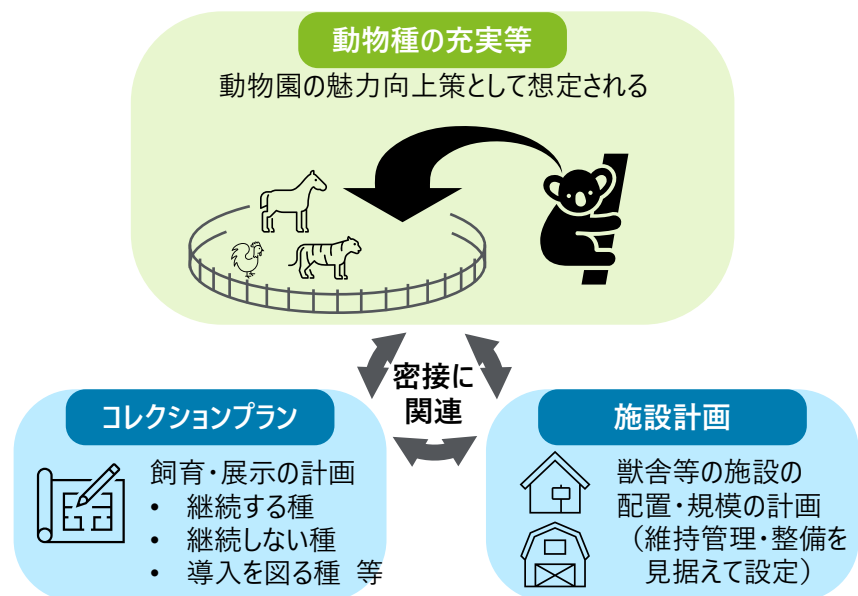 動物種の充実等
動物園の魅力向上策として想定される
密接に
関連
コレクションプラン
飼育・展示の計画
• 継続する種
• 継続しない種
• 導入を図る種 等
施設計画
獣舎等の施設の
配置・規模の計画
（維持管理・整備を
見据えて設定）